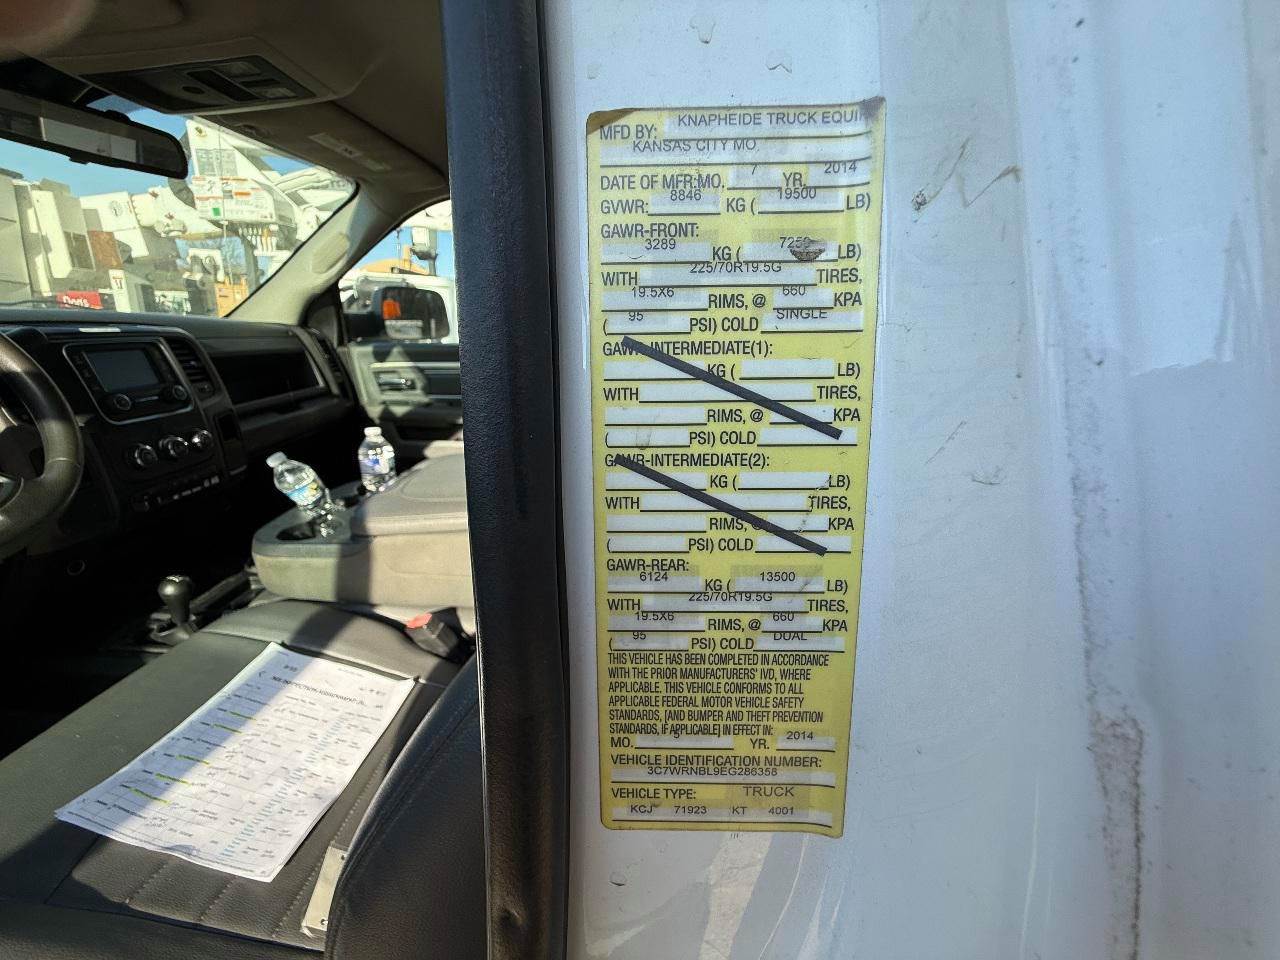 MFD BY: KNAPHEIDE TRUCK EQUI
KANSAS CITY MO.
DATE OF MFR:MO. 7 YR. 2014
GVWR: 8846 KG ( 19500 LB)
GAWR-FRONT:
3289 KG ( 7250 LB)
WITH 225/70R19.5G TIRES,
19.5X6 RIMS, @ 660 KPA
( 95 PSI) COLD SINGLE
GAWR-INTERMEDIATE(1):
KG ( LB)
WITH TIRES,
RIMS, @ KPA
( PSI) COLD
GAWR-INTERMEDIATE(2):
KG ( LB)
WITH TIRES,
RIMS, @ KPA
( PSI) COLD
GAWR-REAR:
6124 KG ( 13500 LB)
WITH 225/70R19.5G TIRES,
19.5X6 RIMS, @ 660 KPA
( 95 PSI) COLD DUAL
THIS VEHICLE HAS BEEN COMPLETED IN ACCORDANCE
WITH THE PRIOR MANUFACTURERS' IVD, WHERE
APPLICABLE. THIS VEHICLE CONFORMS TO ALL
APPLICABLE FEDERAL MOTOR VEHICLE SAFETY
STANDARDS, [AND BUMPER AND THEFT PREVENTION
STANDARDS, IF APPLICABLE] IN EFFECT IN:
MO. 5 YR. 2014
VEHICLE IDENTIFICATION NUMBER:
3C7WRNBL9EG286358
VEHICLE TYPE: TRUCK
KCJ 71923 KT 4001